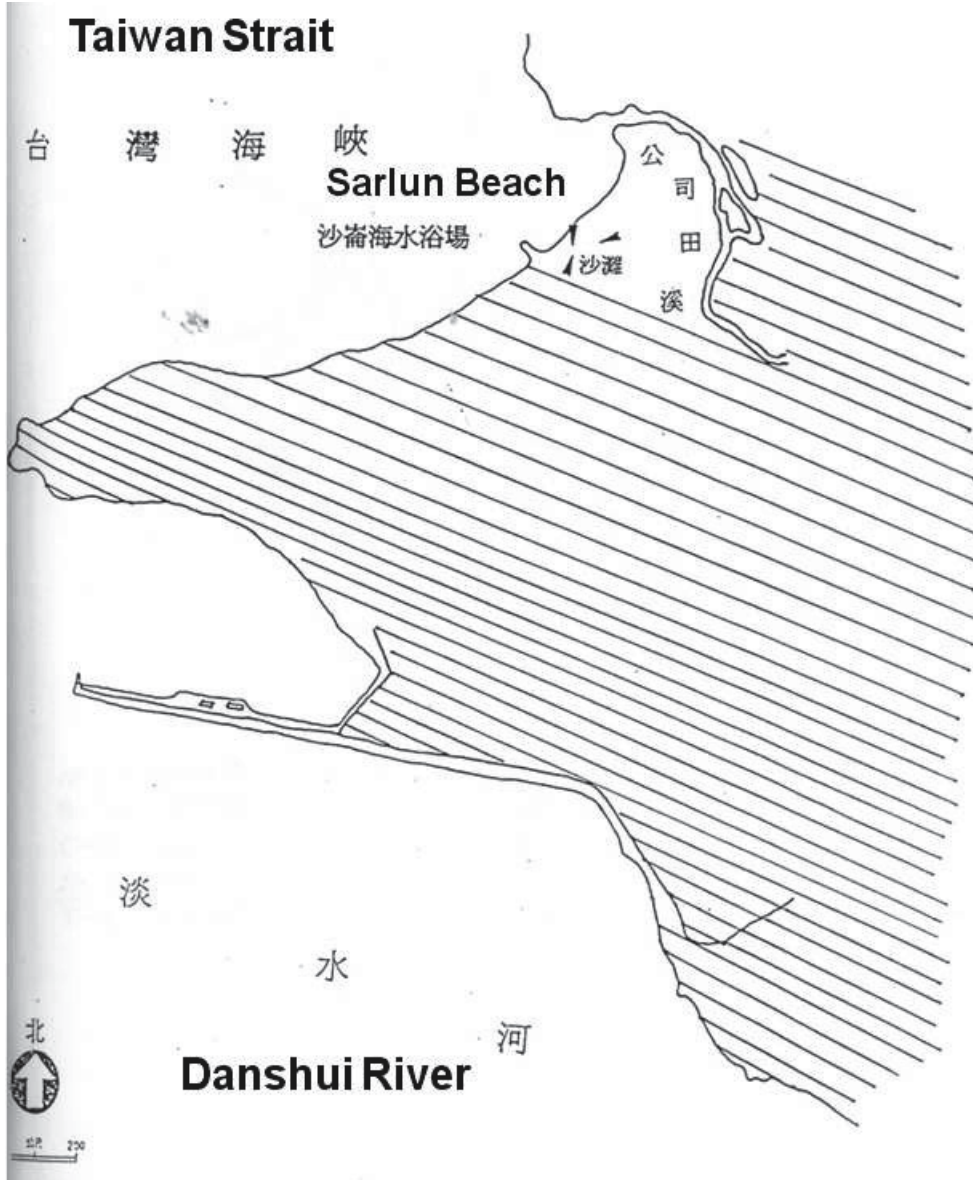 Taiwan Strait
台灣海峽
Sarlun Beach
沙崙海水浴場
沙灘
公司田溪
淡水河
Danshui River
北
200